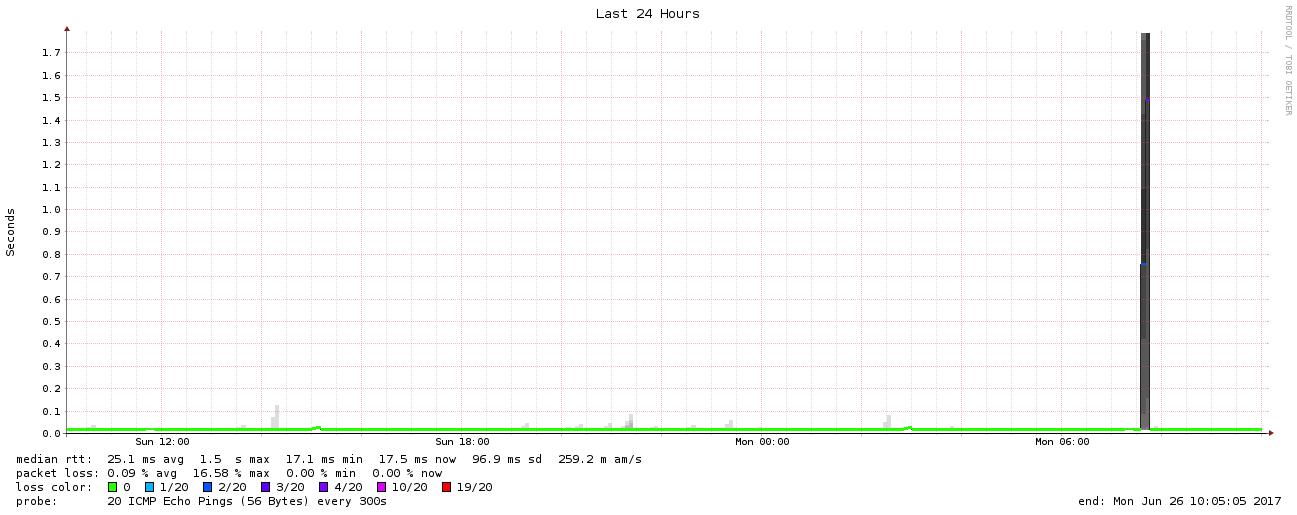 Last 24 Hours
RRDTOOL / TOBI OETIKER
Seconds
1.7
1.6
1.5
1.4
1.3
1.2
1.1
1.0
0.9
0.8
0.7
0.6
0.5
0.4
0.3
0.2
0.1
0.0
Sun 12:00 Sun 18:00 Mon 00:00 Mon 06:00
median rtt: 25.1 ms avg 1.5 s max 17.1 ms min 17.5 ms now 96.9 ms sd 259.2 m am/s
packet loss: 0.09 % avg 16.58 % max 0.00 % min 0.00 % now
loss color: 0 1/20 2/20 3/20 4/20 10/20 19/20
probe: 20 ICMP Echo Pings (56 Bytes) every 300s end: Mon Jun 26 10:05:05 2017